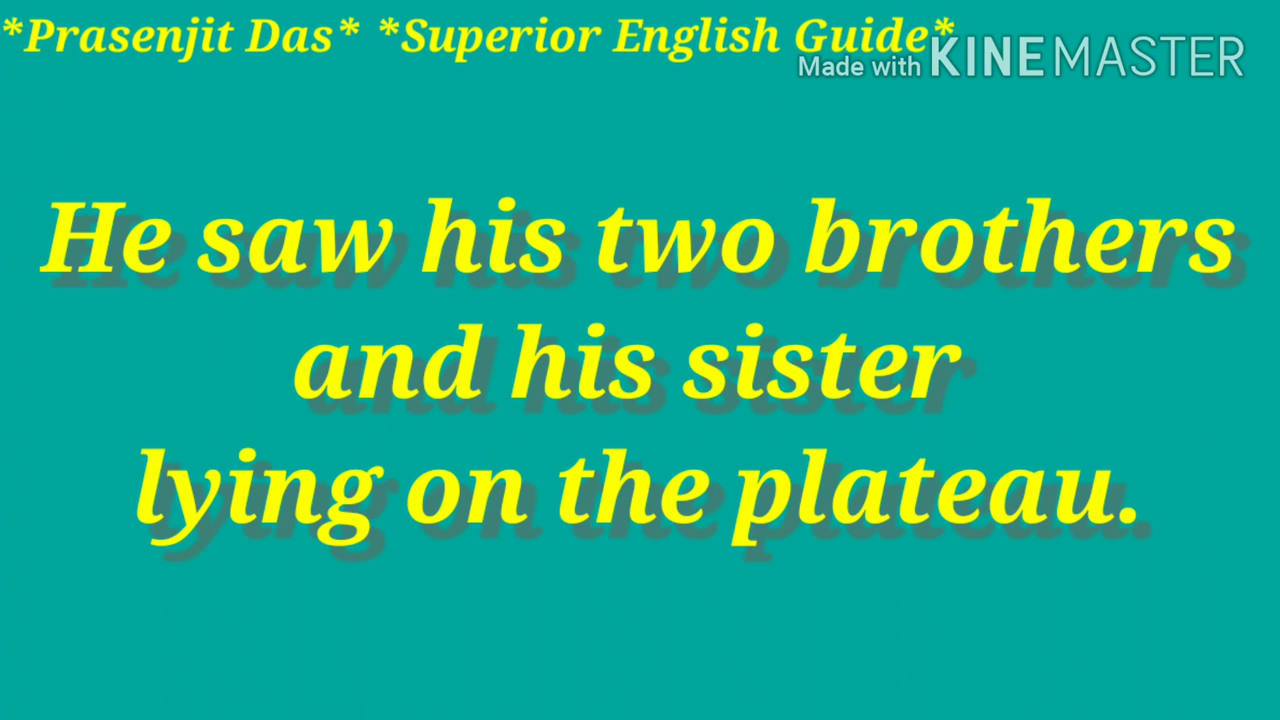 *Prasenjit Das* *Superior English Guide*
Made with KINEMASTER
He saw his two brothers
and his sister
lying on the plateau.